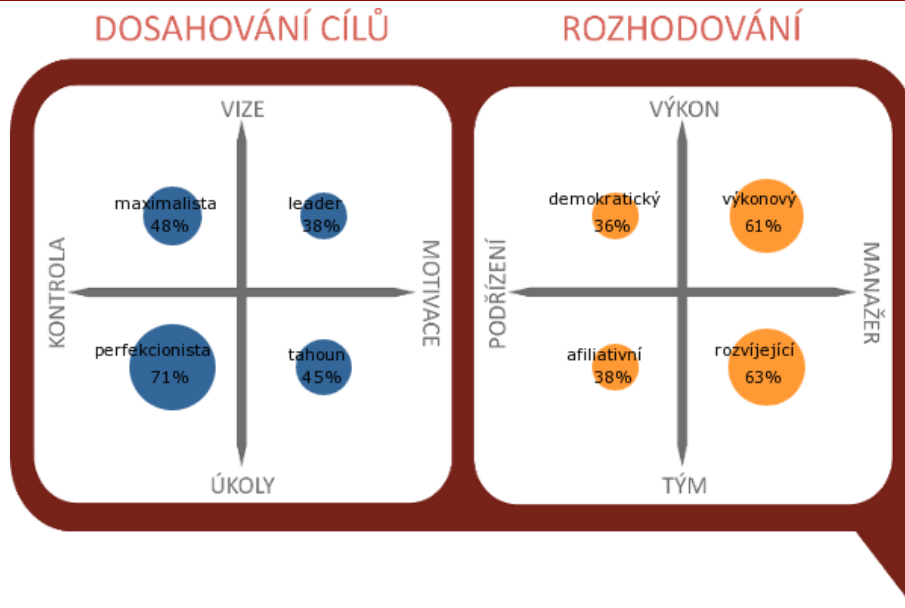 DOSAHOVÁNÍ CÍLŮ
ROZHODOVÁNÍ
VIZE
maximalista
48%
leader
38%
KONTROLA
MOTIVACE
perfekcionista
71%
tahoun
45%
ÚKOLY
VÝKON
demokratický
36%
výkonový
61%
PODŘÍZENÍ
MANAŽER
afiliativní
38%
rozvíjející
63%
TÝM